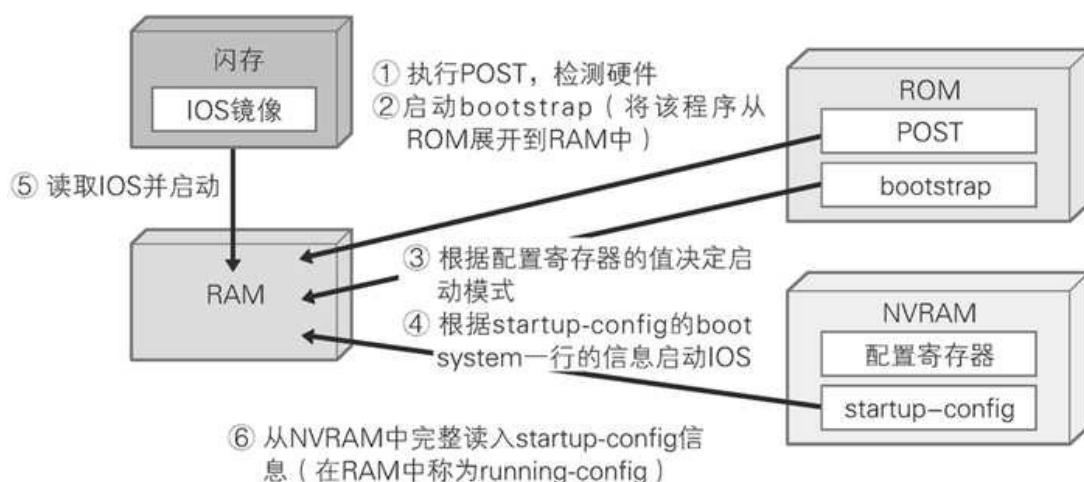 闪存
IOS镜像
① 执行POST，检测硬件
②启动bootstrap（将该程序从
ROM展开到RAM中）
ROM
POST
bootstrap
⑤ 读取IOS并启动
RAM
③ 根据配置寄存器的值决定启
动模式
④ 根据startup-config的boot
system一行的信息启动IOS
NVRAM
配置寄存器
startup–config
⑥ 从NVRAM中完整读入startup-config信
息（在RAM中称为running-config）